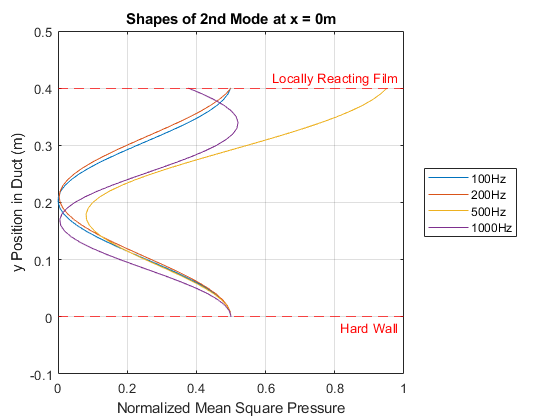 Shapes of 2nd Mode at x = 0m
0.5
0.4
0.3
0.2
0.1
0
-0.1
y Position in Duct (m)
Locally Reacting Film
Hard Wall
0
0.2
0.4
0.6
0.8
1
Normalized Mean Square Pressure
100Hz
200Hz
500Hz
1000Hz